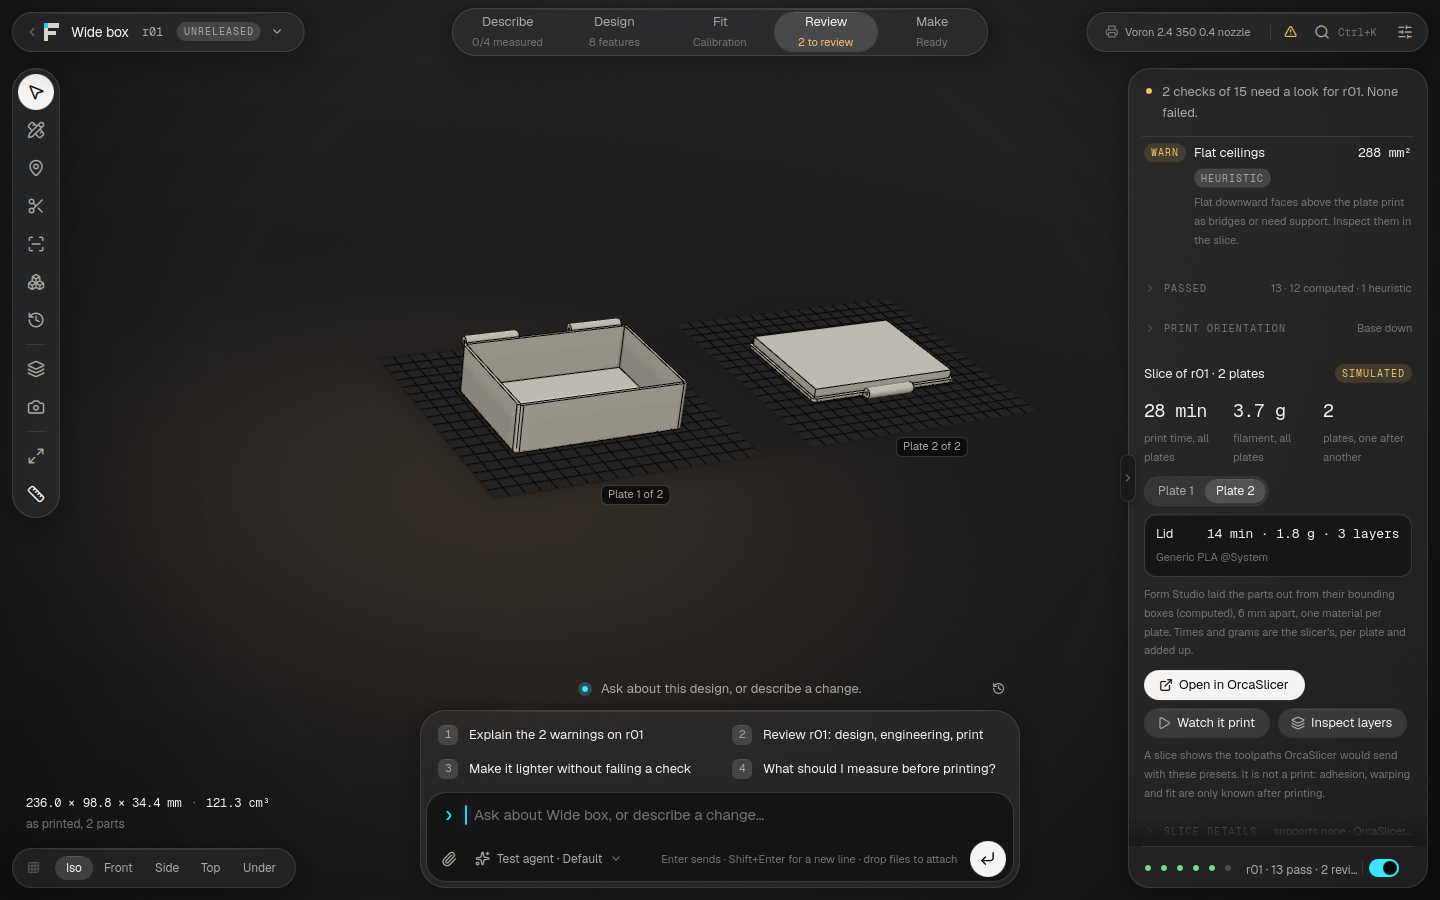 Wide box r01 UNRELEASED
Describe
0/4 measured
Design
8 features
Fit
Calibration
Review
2 to review
Make
Ready
Voron 2.4 350 0.4 nozzle
Ctrl+K
2 checks of 15 need a look for r01. None
failed.
WARN Flat ceilings 288 mm²
HEURISTIC
Flat downward faces above the plate print
as bridges or need support. Inspect them in
the slice.
PASSED 13 · 12 computed · 1 heuristic
PRINT ORIENTATION Base down
Slice of r01 · 2 plates SIMULATED
28 min 3.7 g 2
print time, all filament, all plates, one after
plates plates another
Plate 1 Plate 2
Lid 14 min · 1.8 g · 3 layers
Generic PLA @System
Form Studio laid the parts out from their bounding
boxes (computed), 6 mm apart, one material per
plate. Times and grams are the slicer's, per plate and
added up.
Open in OrcaSlicer
Watch it print Inspect layers
A slice shows the toolpaths OrcaSlicer would send
with these presets. It is not a print: adhesion, warping
and fit are only known after printing.
SLICE DETAILS supports none · OrcaSlicer...
r01 · 13 pass · 2 revi...
Plate 1 of 2
Plate 2 of 2
Ask about this design, or describe a change.
1 Explain the 2 warnings on r01
2 Review r01: design, engineering, print
3 Make it lighter without failing a check
4 What should I measure before printing?
Ask about Wide box, or describe a change...
Test agent · Default
Enter sends · Shift+Enter for a new line · drop files to attach
236.0 × 98.8 × 34.4 mm · 121.3 cm³
as printed, 2 parts
Iso Front Side Top Under